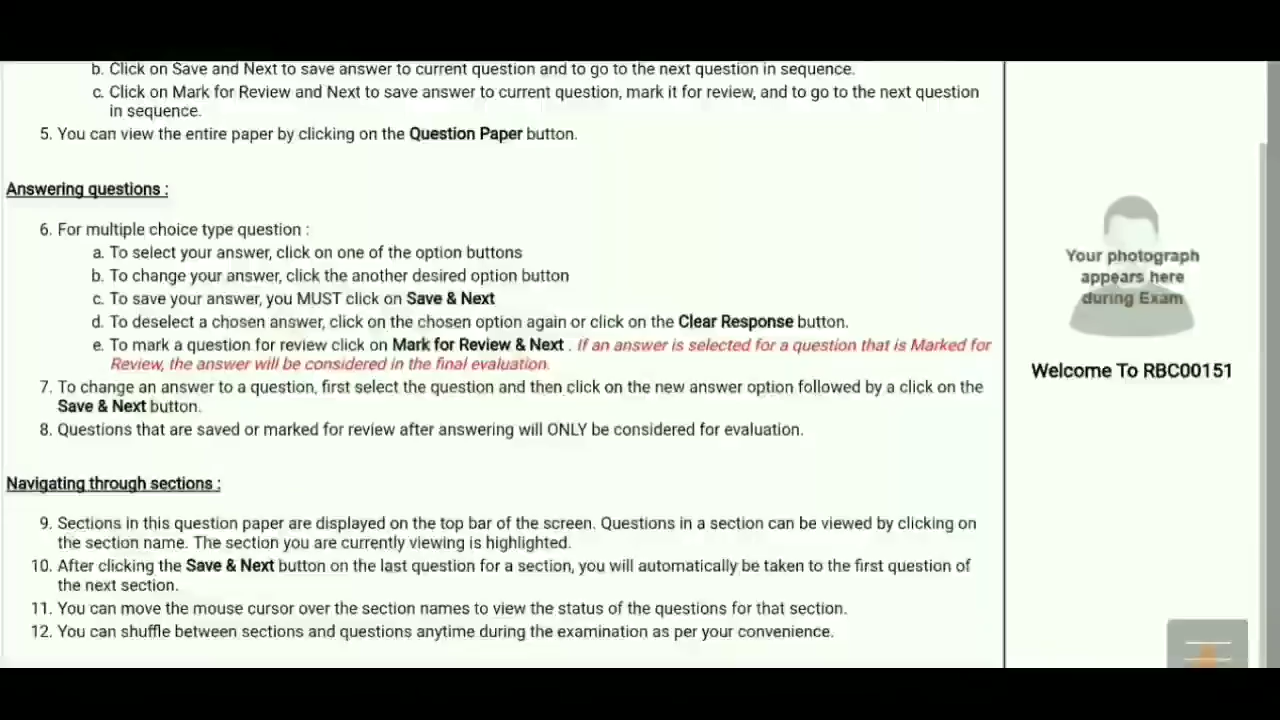 b. Click on Save and Next to save answer to current question and to go to the next question in sequence.
c. Click on Mark for Review and Next to save answer to current question, mark it for review, and to go to the next question
in sequence.
5. You can view the entire paper by clicking on the Question Paper button.
Answering questions :
6. For multiple choice type question :
a. To select your answer, click on one of the option buttons
b. To change your answer, click the another desired option button
c. To save your answer, you MUST click on Save & Next
d. To deselect a chosen answer, click on the chosen option again or click on the Clear Response button.
e. To mark a question for review click on Mark for Review & Next . If an answer is selected for a question that is Marked for
Review, the answer will be considered in the final evaluation.
7. To change an answer to a question, first select the question and then click on the new answer option followed by a click on the
Save & Next button.
8. Questions that are saved or marked for review after answering will ONLY be considered for evaluation.
Navigating through sections :
9. Sections in this question paper are displayed on the top bar of the screen. Questions in a section can be viewed by clicking on
the section name. The section you are currently viewing is highlighted.
10. After clicking the Save & Next button on the last question for a section, you will automatically be taken to the first question of
the next section.
11. You can move the mouse cursor over the section names to view the status of the questions for that section.
12. You can shuffle between sections and questions anytime during the examination as per your convenience.
Your photograph
appears here
during Exam
Welcome To RBC00151